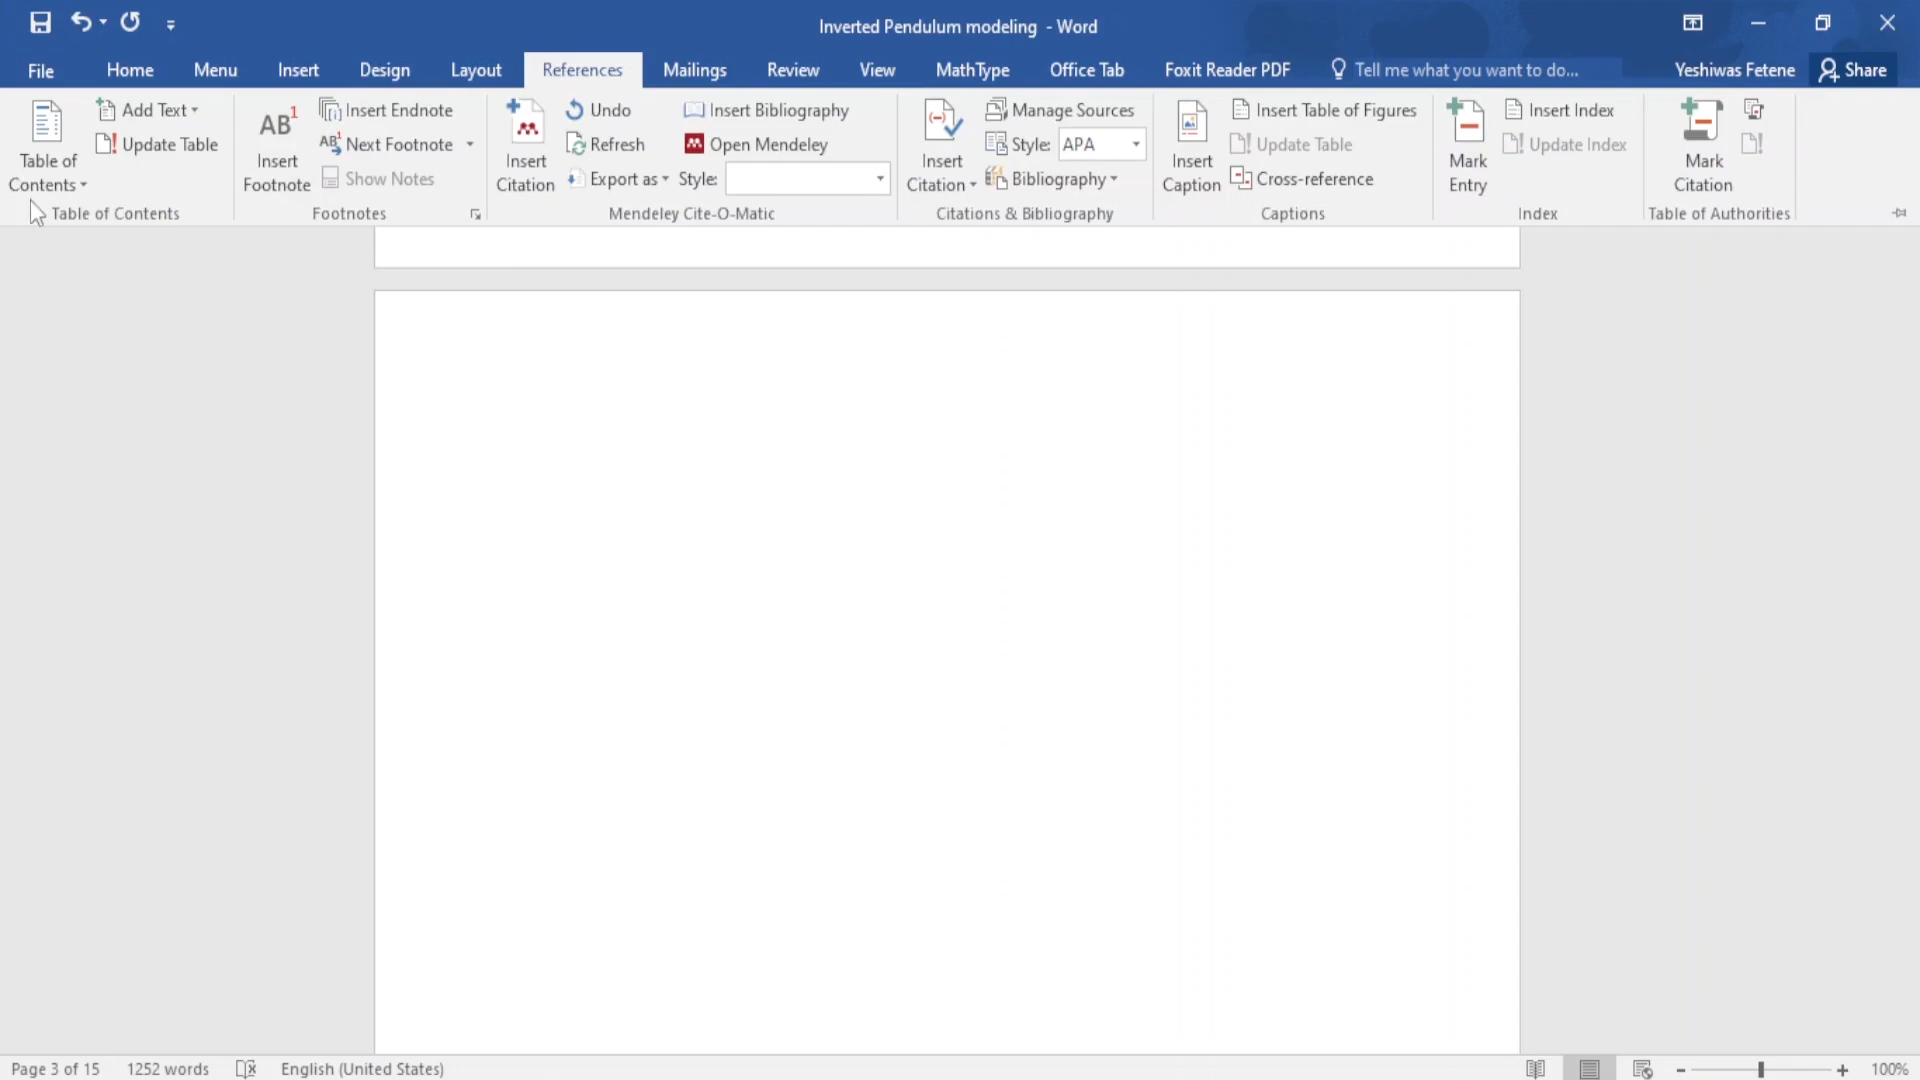 Inverted Pendulum modeling - Word
File Home Menu Insert Design Layout References Mailings Review View MathType Office Tab Foxit Reader PDF Tell me what you want to do... Yeshiwas Fetene Share
Table of Contents
Add Text
Update Table
Table of Contents
AB1
Insert Footnote
Insert Endnote
AB1 Next Footnote
Show Notes
Footnotes
Insert Citation
Undo
Refresh
Export as
Insert Bibliography
Open Mendeley
Style:
Mendeley Cite-O-Matic
Insert Citation
Manage Sources
Style: APA
Bibliography
Citations & Bibliography
Insert Caption
Insert Table of Figures
Update Table
Cross-reference
Captions
Mark Entry
Insert Index
Update Index
Index
Mark Citation
Table of Authorities
Page 3 of 15 1252 words English (United States) 100%